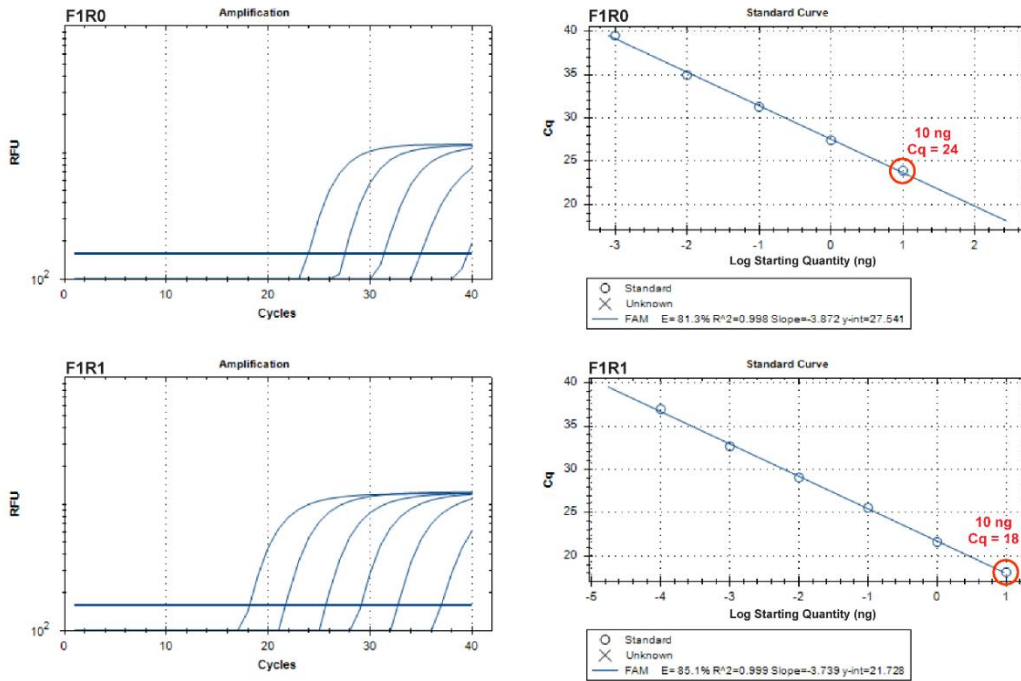 F1R0
Amplification
RFU
10^2
0 10 20 30 40
Cycles
F1R0
Standard Curve
Cq
40
35
30
25
20
10 ng
Cq = 24
-3 -2 -1 0 1 2
Log Starting Quantity (ng)
Standard
Unknown
FAM E= 81.3% R^2=0.998 Slope=-3.872 y-int=27.541
F1R1
Amplification
RFU
10^2
0 10 20 30 40
Cycles
F1R1
Standard Curve
Cq
40
35
30
25
20
10 ng
Cq = 18
-5 -4 -3 -2 -1 0 1
Log Starting Quantity (ng)
Standard
Unknown
FAM E= 85.1% R^2=0.999 Slope=-3.739 y-int=21.728